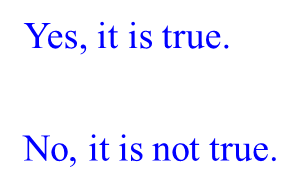 Yes, it is true.
No, it is not true.